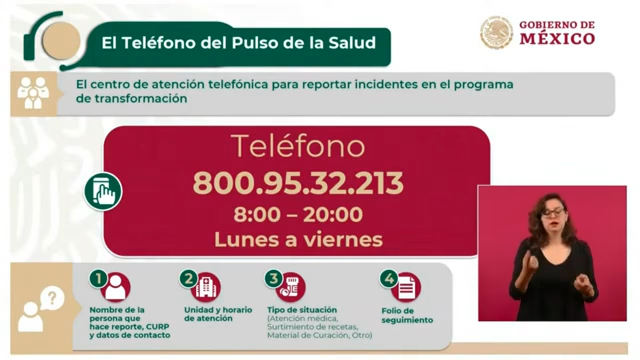 El Teléfono del Pulso de la Salud
GOBIERNO DE
MÉXICO
El centro de atención telefónica para reportar incidentes en el programa
de transformación
Teléfono
800.95.32.213
8:00 – 20:00
Lunes a viernes
1
Nombre de la
persona que
hace reporte, CURP
y datos de contacto
2
Unidad y horario
de atención
3
Tipo de situación
(Atención médica,
Surtimiento de recetas,
Material de Curación, Otro)
4
Folio de
seguimiento
?